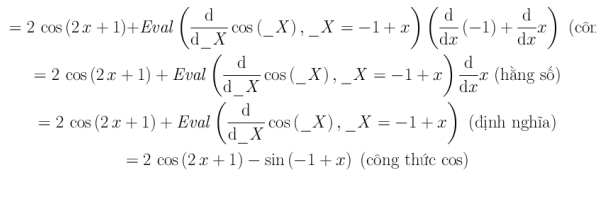 = 2 cos (2 x + 1)+Eval ( d/d_X cos (_X) , _X = −1 + x ) ( d/dx (−1) + d/dx x )
= 2 cos (2 x + 1) + Eval ( d/d_X cos (_X) , _X = −1 + x ) d/dx x (hằng số)
= 2 cos (2 x + 1) + Eval ( d/d_X cos (_X) , _X = −1 + x ) (định nghĩa)
= 2 cos (2 x + 1) − sin (−1 + x) (công thức cos)